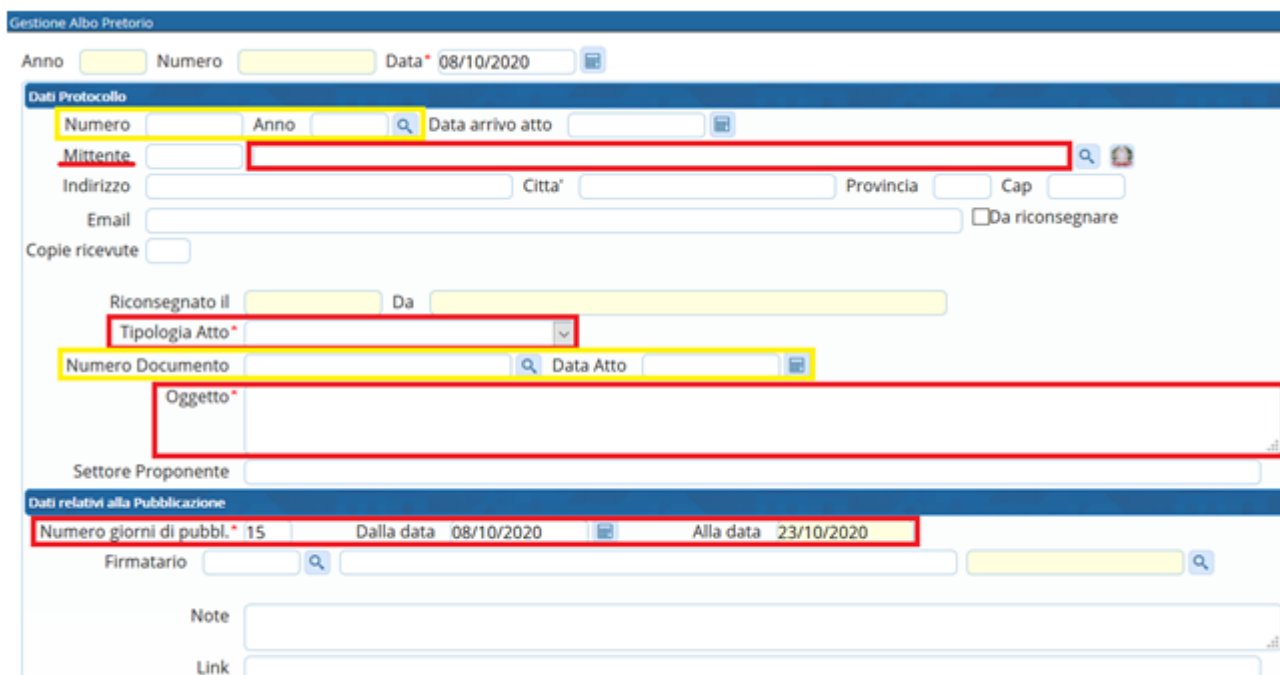 Gestione Albo Pretorio
Anno Numero Data* 08/10/2020
Dati Protocollo
Numero Anno Data arrivo atto
Mittente
Indirizzo Citta' Provincia Cap
Email Da riconsegnare
Copie ricevute
Riconsegnato il Da
Tipologia Atto*
Numero Documento Data Atto
Oggetto*
Settore Proponente
Dati relativi alla Pubblicazione
Numero giorni di pubbl.* 15 Dalla data 08/10/2020 Alla data 23/10/2020
Firmatario
Note
Link